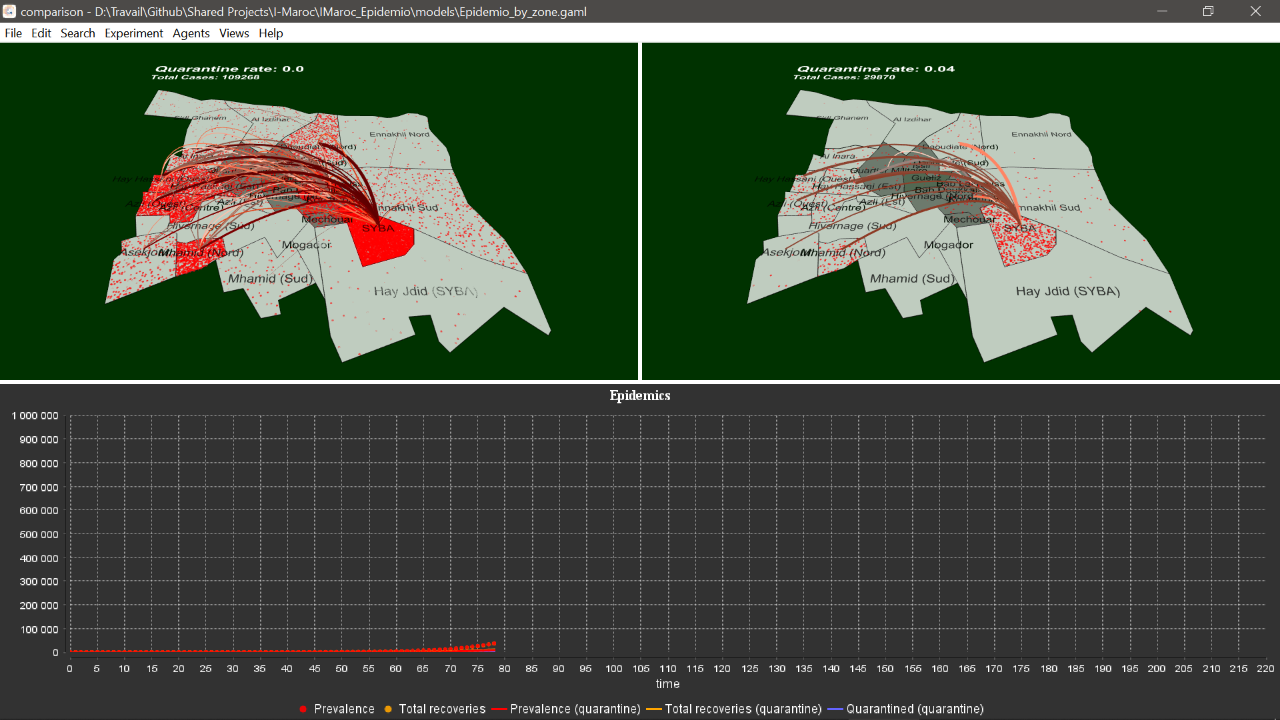 comparison - D:\Travail\Github\Shared Projects\I-Maroc\IMaroc_Epidemio\models\Epidemio_by_zone.gaml
File Edit Search Experiment Agents Views Help
Quarantine rate: 0.0
Total Cases: 109268
Al Izdihar
Ennakhil Nord
(Nord)
Hay Hassani (Ouest)
Azli (Ouest)
Azli (Centre)
Azli (Est)
Hivernage (Sud)
Mechouar
SYBA
Ennakhil Sud
Asekjour
Mhamid (Nord)
Mogador
Mhamid (Sud)
Hay Jdid (SYBA)
Quarantine rate: 0.04
Total Cases: 29870
Al Izdihar
Ennakhil Nord
Daoudiate (Nord)
Al Inara
(Sud)
Hay Hassani (Ouest)
Hay Hassani (Est)
Gueliz
Azli (Ouest)
Azli (Centre)
Azli (Est)
Hivernage (Nord)
Hivernage (Sud)
Mechouar
SYBA
Ennakhil Sud
Asekjour
Mhamid (Nord)
Mogador
Mhamid (Sud)
Hay Jdid (SYBA)
Epidemics
1 000 000
900 000
800 000
700 000
600 000
500 000
400 000
300 000
200 000
100 000
0
0 5 10 15 20 25 30 35 40 45 50 55 60 65 70 75 80 85 90 95 100 105 110 115 120 125 130 135 140 145 150 155 160 165 170 175 180 185 190 195 200 205 210 215 220
time
Prevalence Total recoveries Prevalence (quarantine) Total recoveries (quarantine) Quarantined (quarantine)